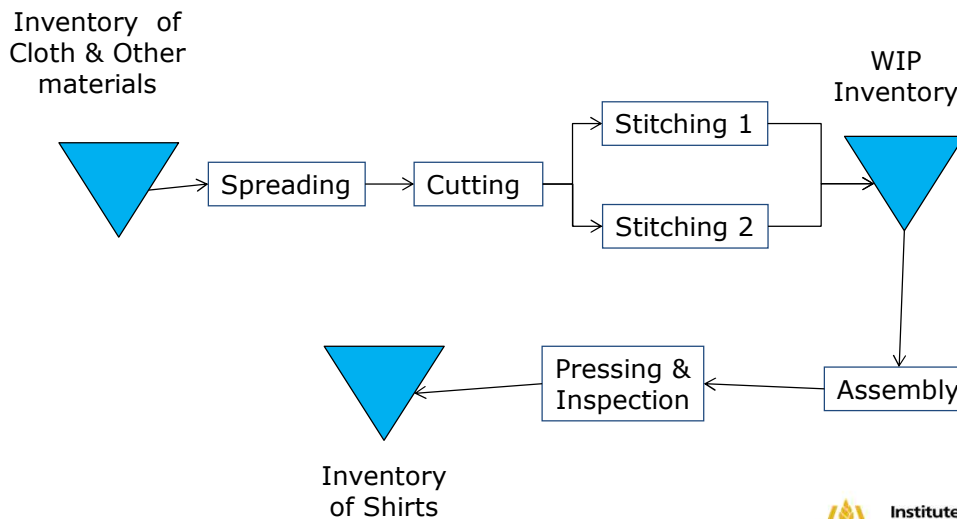 Inventory of
Cloth & Other
materials
WIP
Inventory
Stitching 1
Spreading
Cutting
Stitching 2
Pressing &
Inspection
Assembly
Inventory
of Shirts
Institute